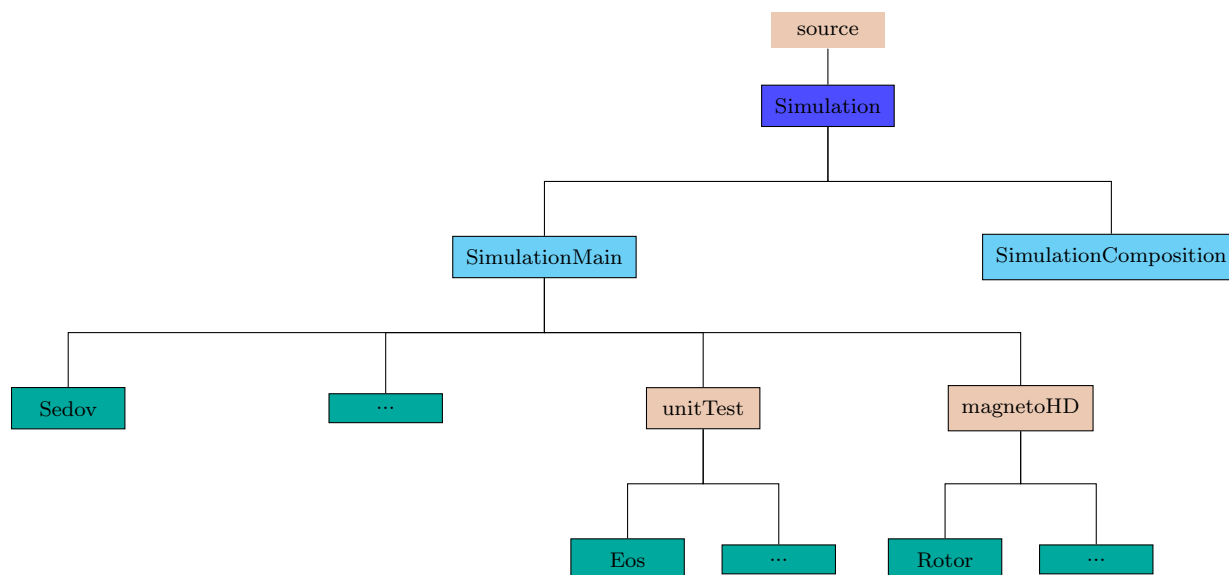 source
Simulation
SimulationMain
SimulationComposition
Sedov
...
unitTest
magnetoHD
Eos
...
Rotor
...